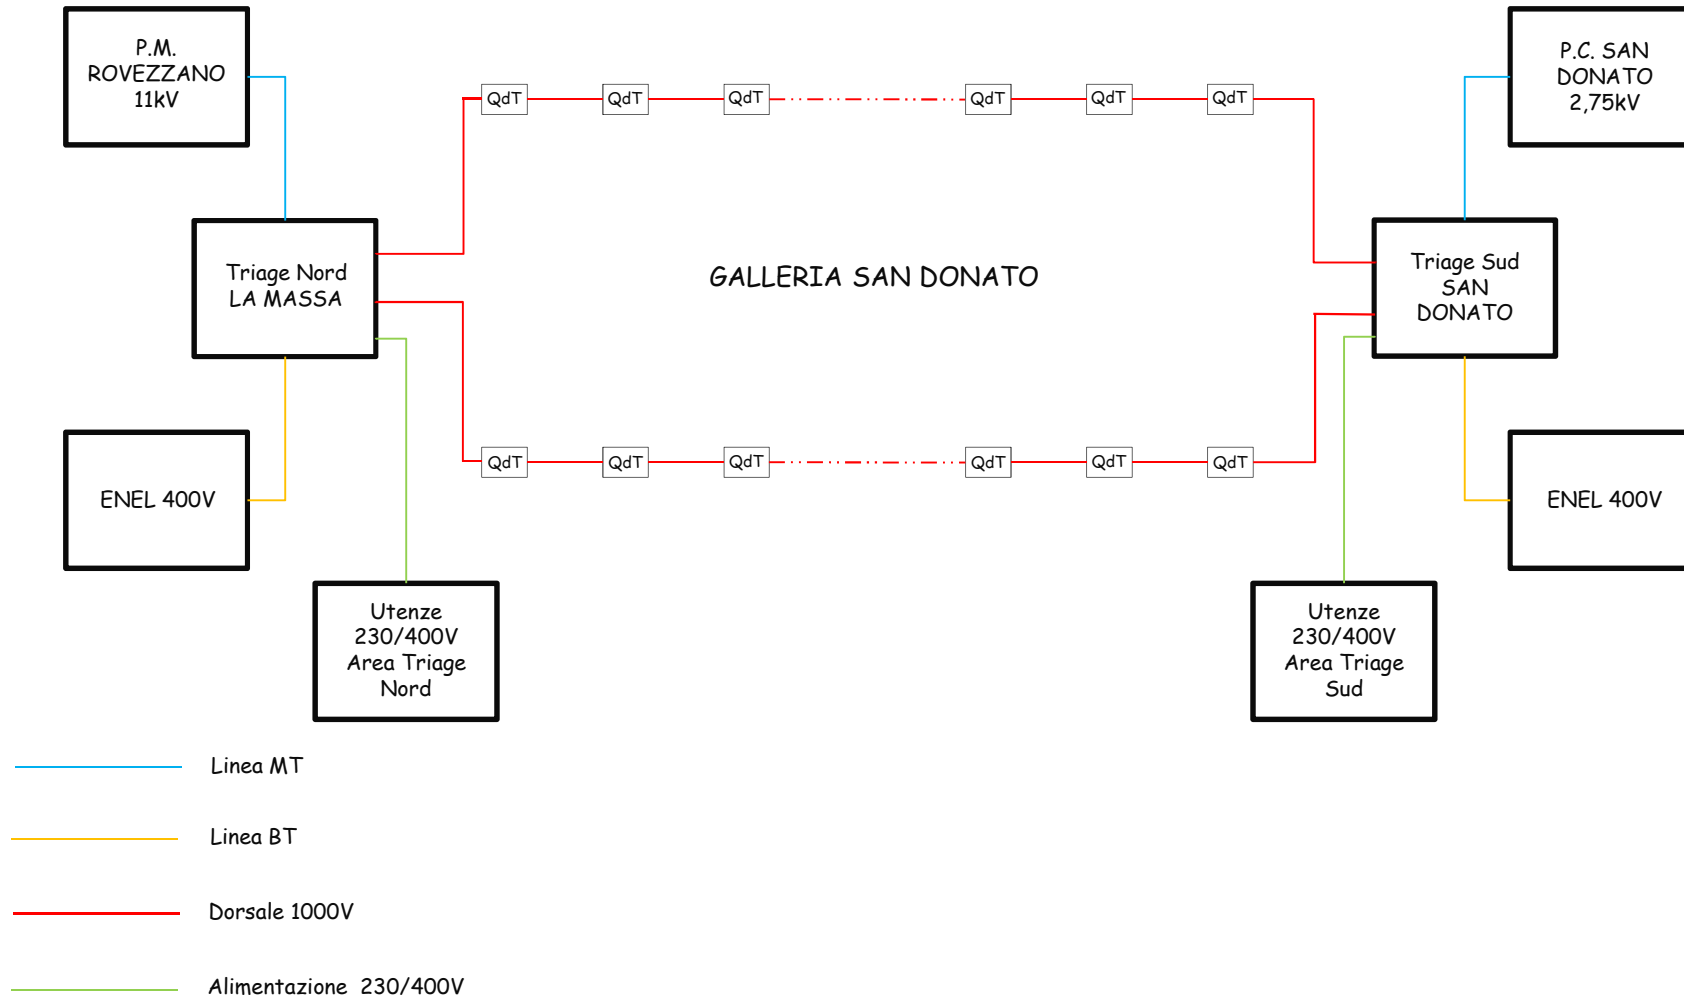 P.M.
ROVEZZANO
11kV
P.C. SAN
DONATO
2,75kV
QdT QdT QdT QdT QdT QdT
Triage Nord
LA MASSA
GALLERIA SAN DONATO
Triage Sud
SAN
DONATO
QdT QdT QdT QdT QdT QdT
ENEL 400V
ENEL 400V
Utenze
230/400V
Area Triage
Nord
Utenze
230/400V
Area Triage
Sud
Linea MT
Linea BT
Dorsale 1000V
Alimentazione 230/400V